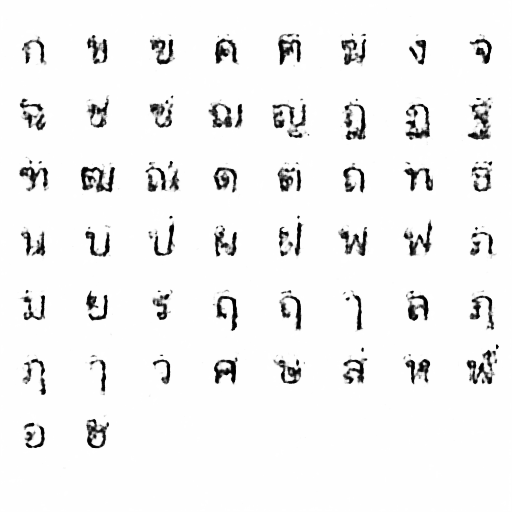 ก ข ฃ ค ฅ ฆ ง จ
ฉ ช ซ ฌ ญ ฎ ฏ ฐ
ฑ ฒ ณ ด ต ถ ท ธ
น บ ป ผ ฝ พ ฟ ภ
ม ย ร ฤ ฤ ๅ ล ฦ
ฦ ๅ ว ศ ษ ส ห ฬ
อ ฮ